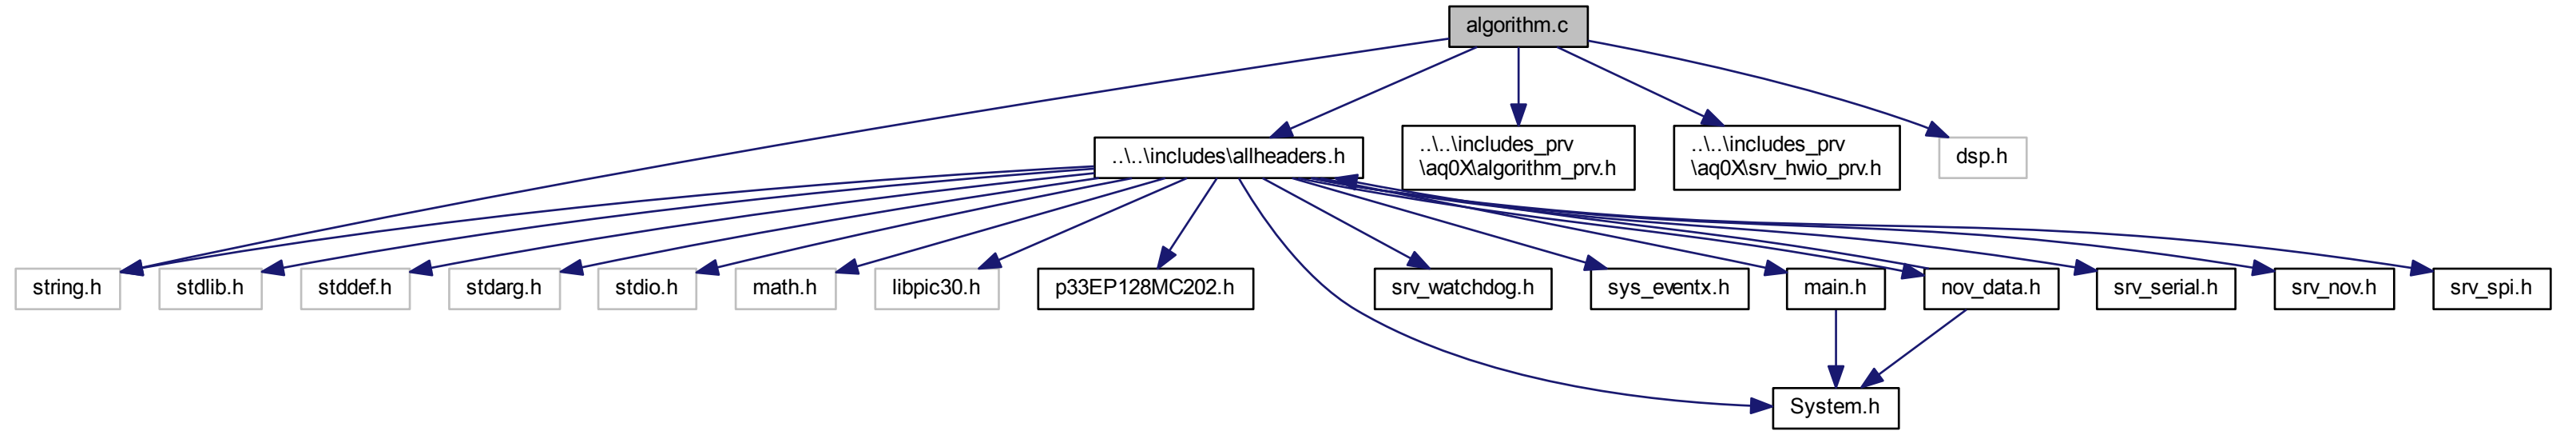 algorithm.c
..\..\includes\allheaders.h
..\..\includes_prv
\aq0X\algorithm_prv.h
..\..\includes_prv
\aq0X\srv_hwio_prv.h
dsp.h
string.h
stdlib.h
stddef.h
stdarg.h
stdio.h
math.h
libpic30.h
p33EP128MC202.h
srv_watchdog.h
sys_eventx.h
main.h
nov_data.h
srv_serial.h
srv_nov.h
srv_spi.h
System.h